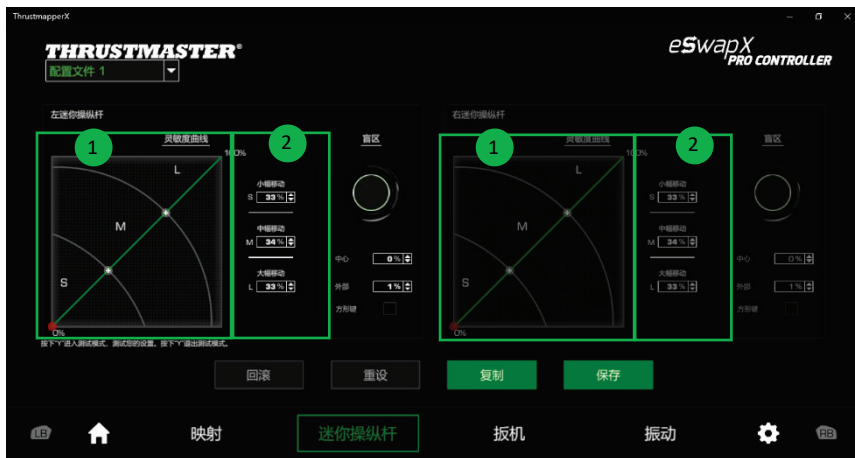 ThrustmapperX
THRUSTMASTER®
eSwapX
PRO CONTROLLER
配置文件 1
左迷你操纵杆
1
灵敏度曲线
2
盲区
100%
L
小幅移动
S 33 %
M
中幅移动
M 34 %
大幅移动
L 33 %
S
中心 0 %
外部 1 %
方形键
0%
按下“Y”进入测试模式。测试您的设置。按下“Y”退出测试模式。
右迷你操纵杆
1
灵敏度曲线
2
盲区
100%
L
小幅移动
S 33 %
M
中幅移动
M 34 %
大幅移动
L 33 %
S
中心 0 %
外部 1 %
方形键
0%
回滚
重设
复制
保存
LB
映射
迷你操纵杆
扳机
振动
RB